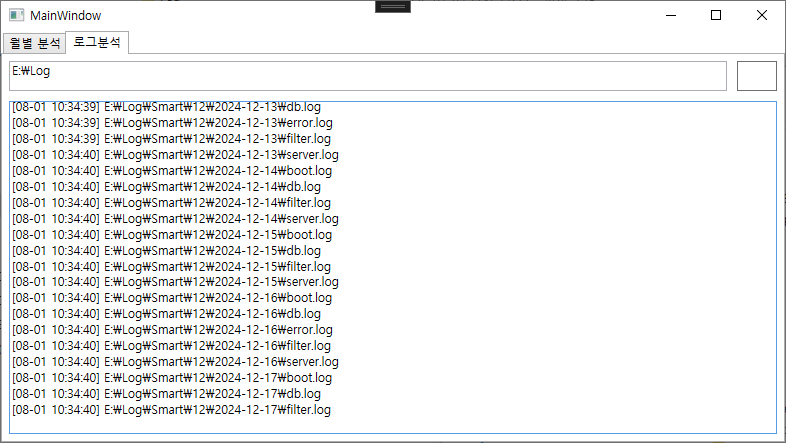 MainWindow
월별 분석 로그분석
E:₩Log
[08-01 10:34:39] E:₩Log₩Smart₩12₩2024-12-13₩db.log
[08-01 10:34:39] E:₩Log₩Smart₩12₩2024-12-13₩error.log
[08-01 10:34:39] E:₩Log₩Smart₩12₩2024-12-13₩filter.log
[08-01 10:34:40] E:₩Log₩Smart₩12₩2024-12-13₩server.log
[08-01 10:34:40] E:₩Log₩Smart₩12₩2024-12-14₩boot.log
[08-01 10:34:40] E:₩Log₩Smart₩12₩2024-12-14₩db.log
[08-01 10:34:40] E:₩Log₩Smart₩12₩2024-12-14₩filter.log
[08-01 10:34:40] E:₩Log₩Smart₩12₩2024-12-14₩server.log
[08-01 10:34:40] E:₩Log₩Smart₩12₩2024-12-15₩boot.log
[08-01 10:34:40] E:₩Log₩Smart₩12₩2024-12-15₩db.log
[08-01 10:34:40] E:₩Log₩Smart₩12₩2024-12-15₩filter.log
[08-01 10:34:40] E:₩Log₩Smart₩12₩2024-12-15₩server.log
[08-01 10:34:40] E:₩Log₩Smart₩12₩2024-12-16₩boot.log
[08-01 10:34:40] E:₩Log₩Smart₩12₩2024-12-16₩db.log
[08-01 10:34:40] E:₩Log₩Smart₩12₩2024-12-16₩error.log
[08-01 10:34:40] E:₩Log₩Smart₩12₩2024-12-16₩filter.log
[08-01 10:34:40] E:₩Log₩Smart₩12₩2024-12-16₩server.log
[08-01 10:34:40] E:₩Log₩Smart₩12₩2024-12-17₩boot.log
[08-01 10:34:40] E:₩Log₩Smart₩12₩2024-12-17₩db.log
[08-01 10:34:40] E:₩Log₩Smart₩12₩2024-12-17₩filter.log